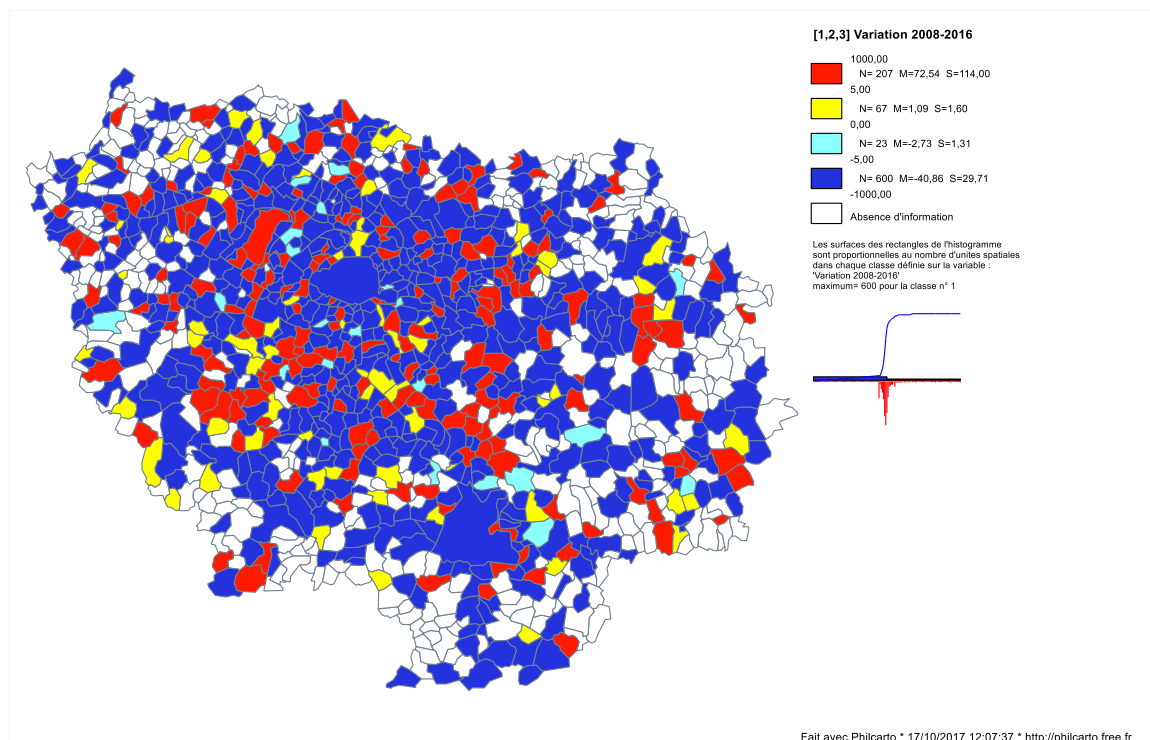 [1,2,3] Variation 2008-2016
1000,00
N= 207 M=72,54 S=114,00
5,00
N= 67 M=1,09 S=1,60
0,00
N= 23 M=-2,73 S=1,31
-5,00
N= 600 M=-40,86 S=29,71
-1000,00
Absence d'information
Les surfaces des rectangles de l'histogramme
sont proportionnelles au nombre d'unites spatiales
dans chaque classe définie sur la variable :
'Variation 2008-2016'
maximum= 600 pour la classe n° 1
Fait avec Philcarto * 17/10/2017 12:07:37 * http://philcarto.free.fr